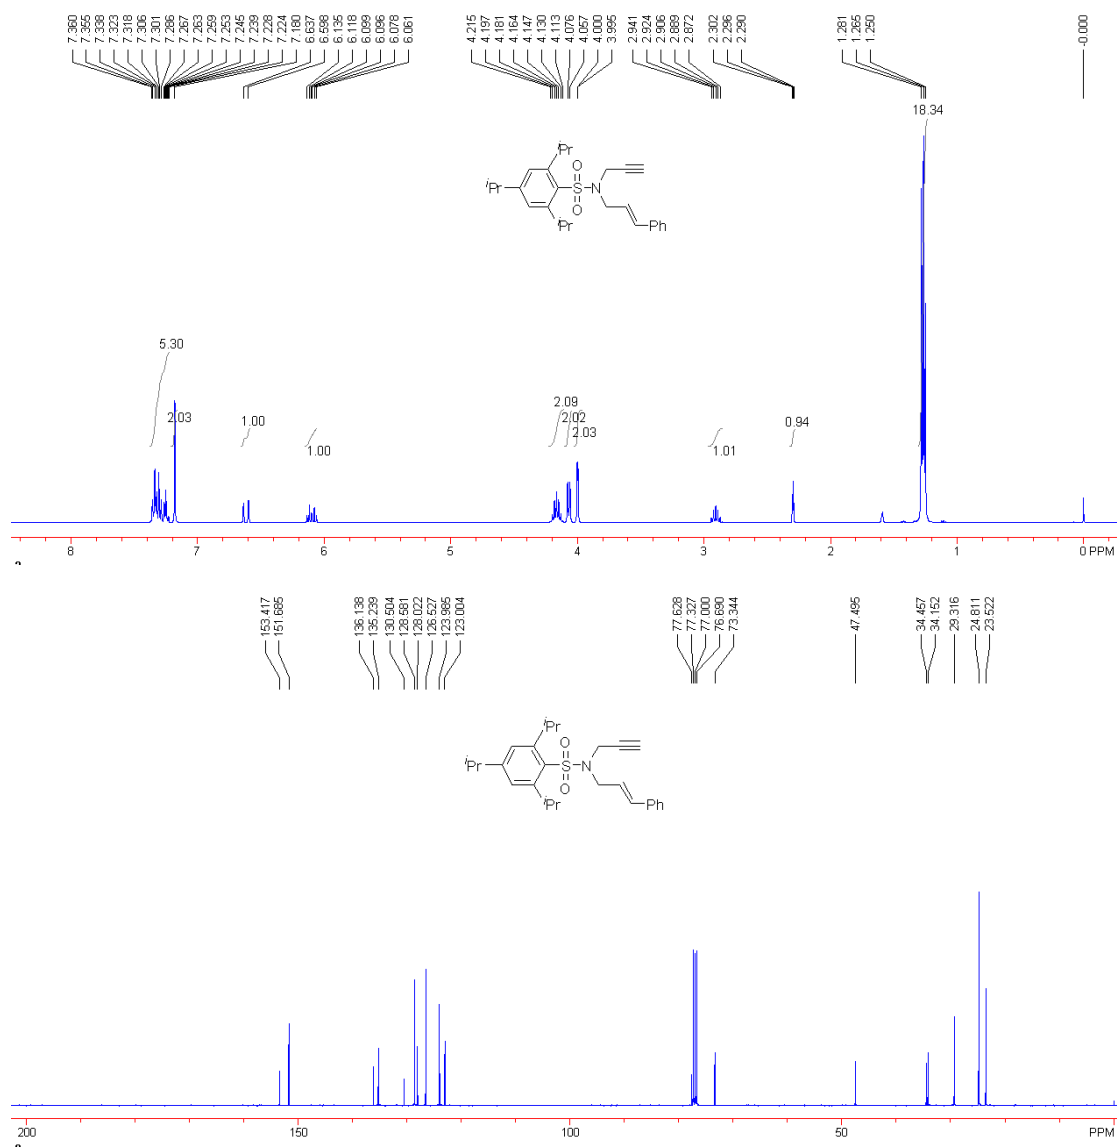 7.360 7.355 7.338 7.323 7.318 7.306 7.301 7.286 7.267 7.263 7.259 7.253 7.245 7.239 7.228 7.224 7.180 6.637 6.598 6.135 6.118 6.099 6.096 6.078 6.061 4.215 4.197 4.181 4.164 4.147 4.130 4.113 4.076 4.057 4.000 3.995 2.941 2.924 2.906 2.889 2.872 2.302 2.296 2.290 1.281 1.265 1.250 -0.000
18.34
iPr
O
iPr S N
O
iPr Ph
5.30
2.03 1.00 1.00 2.09 2.02 2.03 1.01 0.94
8 7 6 5 4 3 2 1 0 PPM
153.417 151.685 136.138 135.239 130.504 128.581 128.022 126.527 123.985 123.004 77.628 77.327 77.000 76.690 73.344 47.495 34.457 34.152 29.316 24.811 23.522
iPr
O
iPr S N
O
iPr Ph
200 150 100 50 PPM